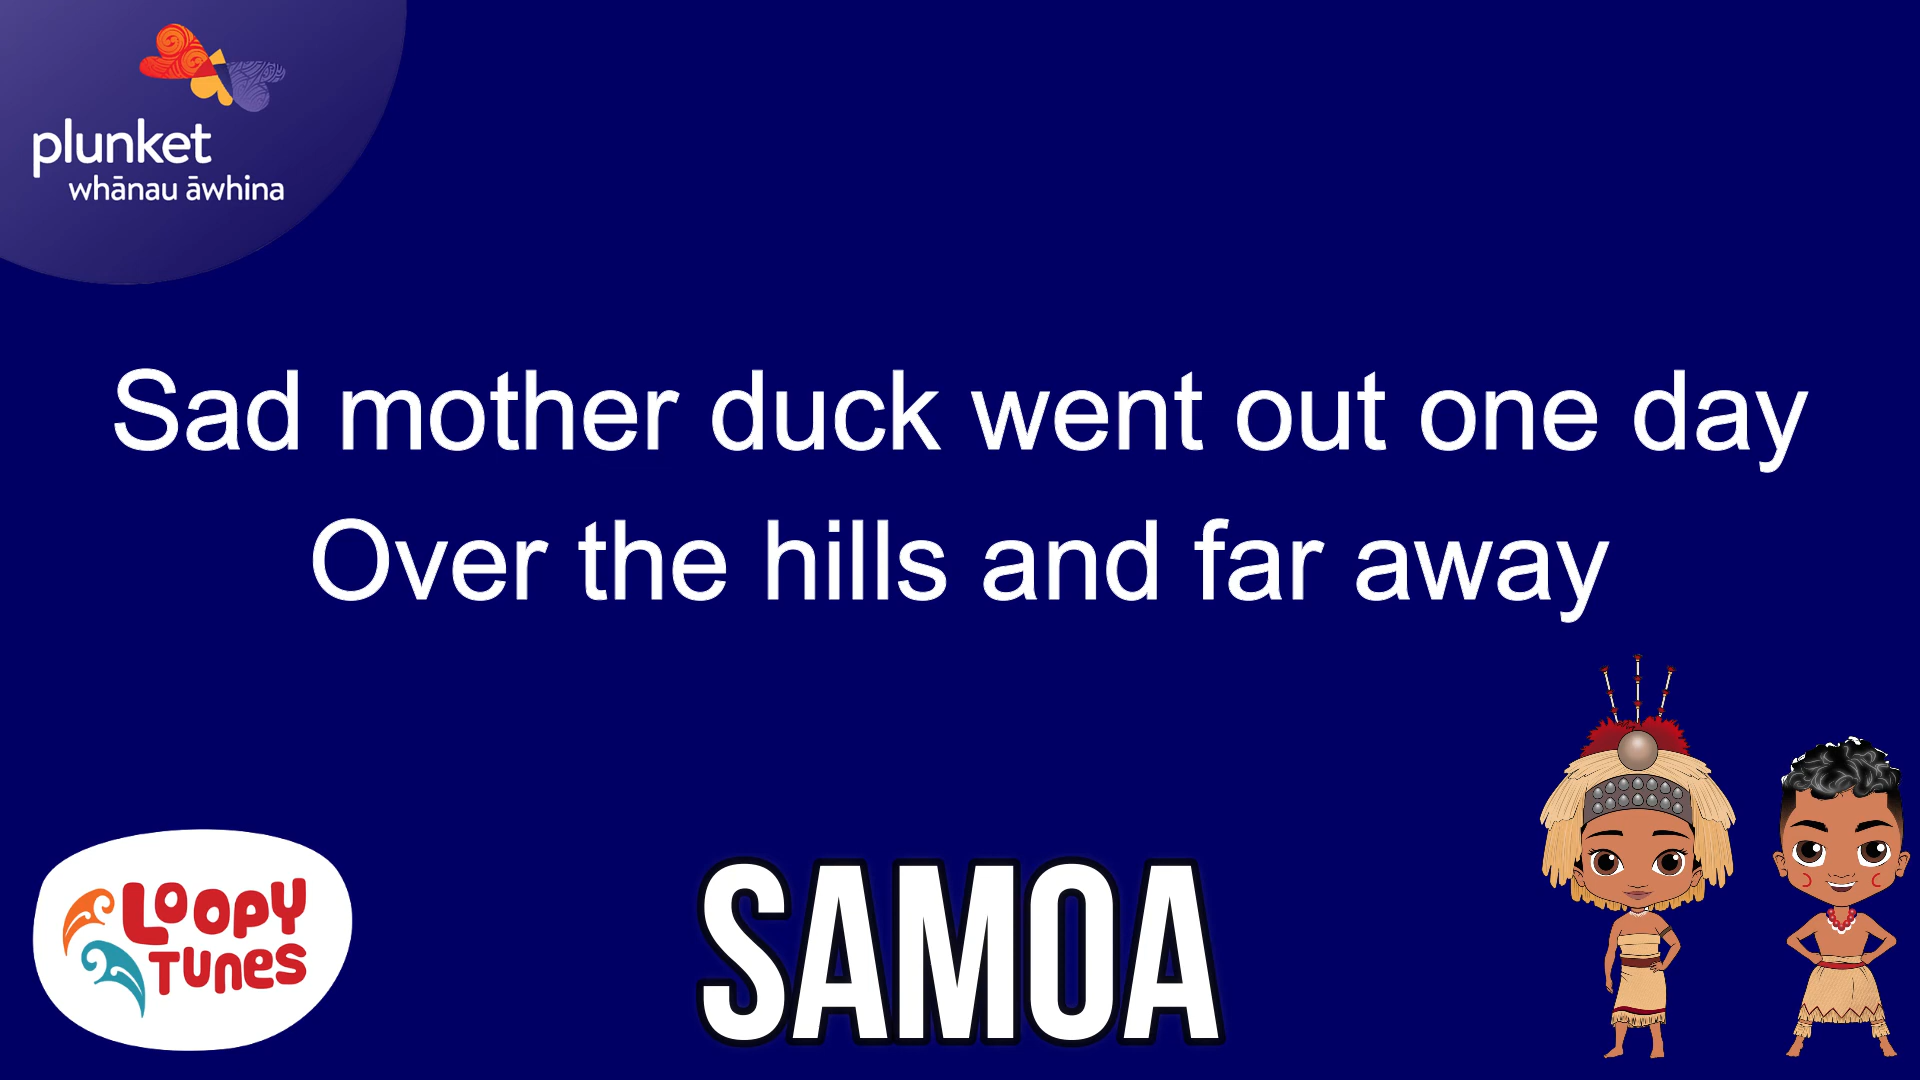 plunket
whānau āwhina
Sad mother duck went out one day
Over the hills and far away
LOOPY
TUNES
SAMOA